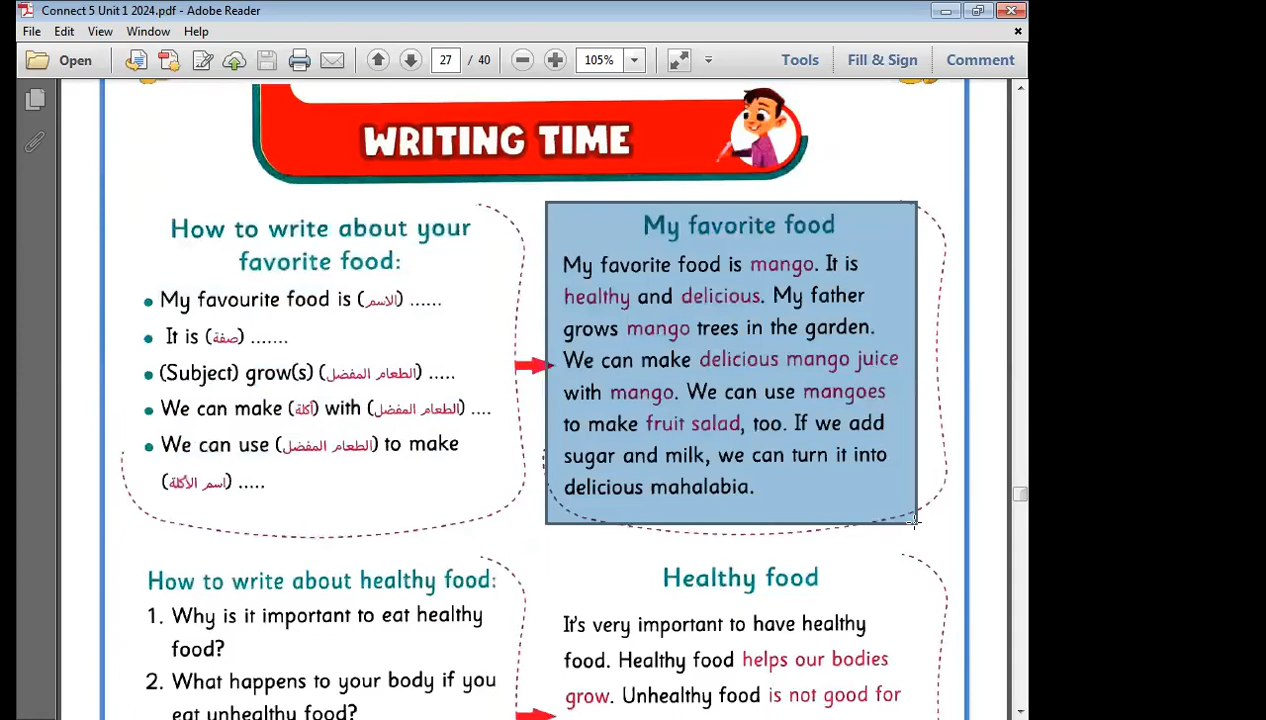 Connect 5 Unit 1 2024.pdf - Adobe Reader
File Edit View Window Help
Open
27 / 40
105%
Tools Fill & Sign Comment
WRITING TIME
How to write about your
favorite food:
• My favourite food is (الاسم) ......
• It is (صفة) .......
• (Subject) grow(s) (الطعام المفضل) .....
• We can make (أكلة) with (الطعام المفضل) ....
• We can use (الطعام المفضل) to make
(اسم الأكلة) .....
My favorite food
My favorite food is mango. It is
healthy and delicious. My father
grows mango trees in the garden.
We can make delicious mango juice
with mango. We can use mangoes
to make fruit salad, too. If we add
sugar and milk, we can turn it into
delicious mahalabia.
How to write about healthy food:
1. Why is it important to eat healthy
food?
2. What happens to your body if you
eat unhealthy food?
Healthy food
It's very important to have healthy
food. Healthy food helps our bodies
grow. Unhealthy food is not good for